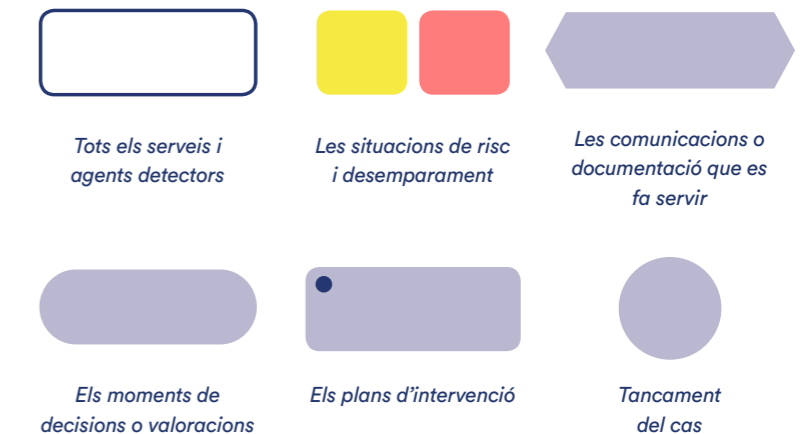 Tots els serveis i
agents detectors
Les situacions de risc
i desemparament
Les comunicacions o
documentació que es
fa servir
Els moments de
decisions o valoracions
Els plans d’intervenció
Tancament
del cas